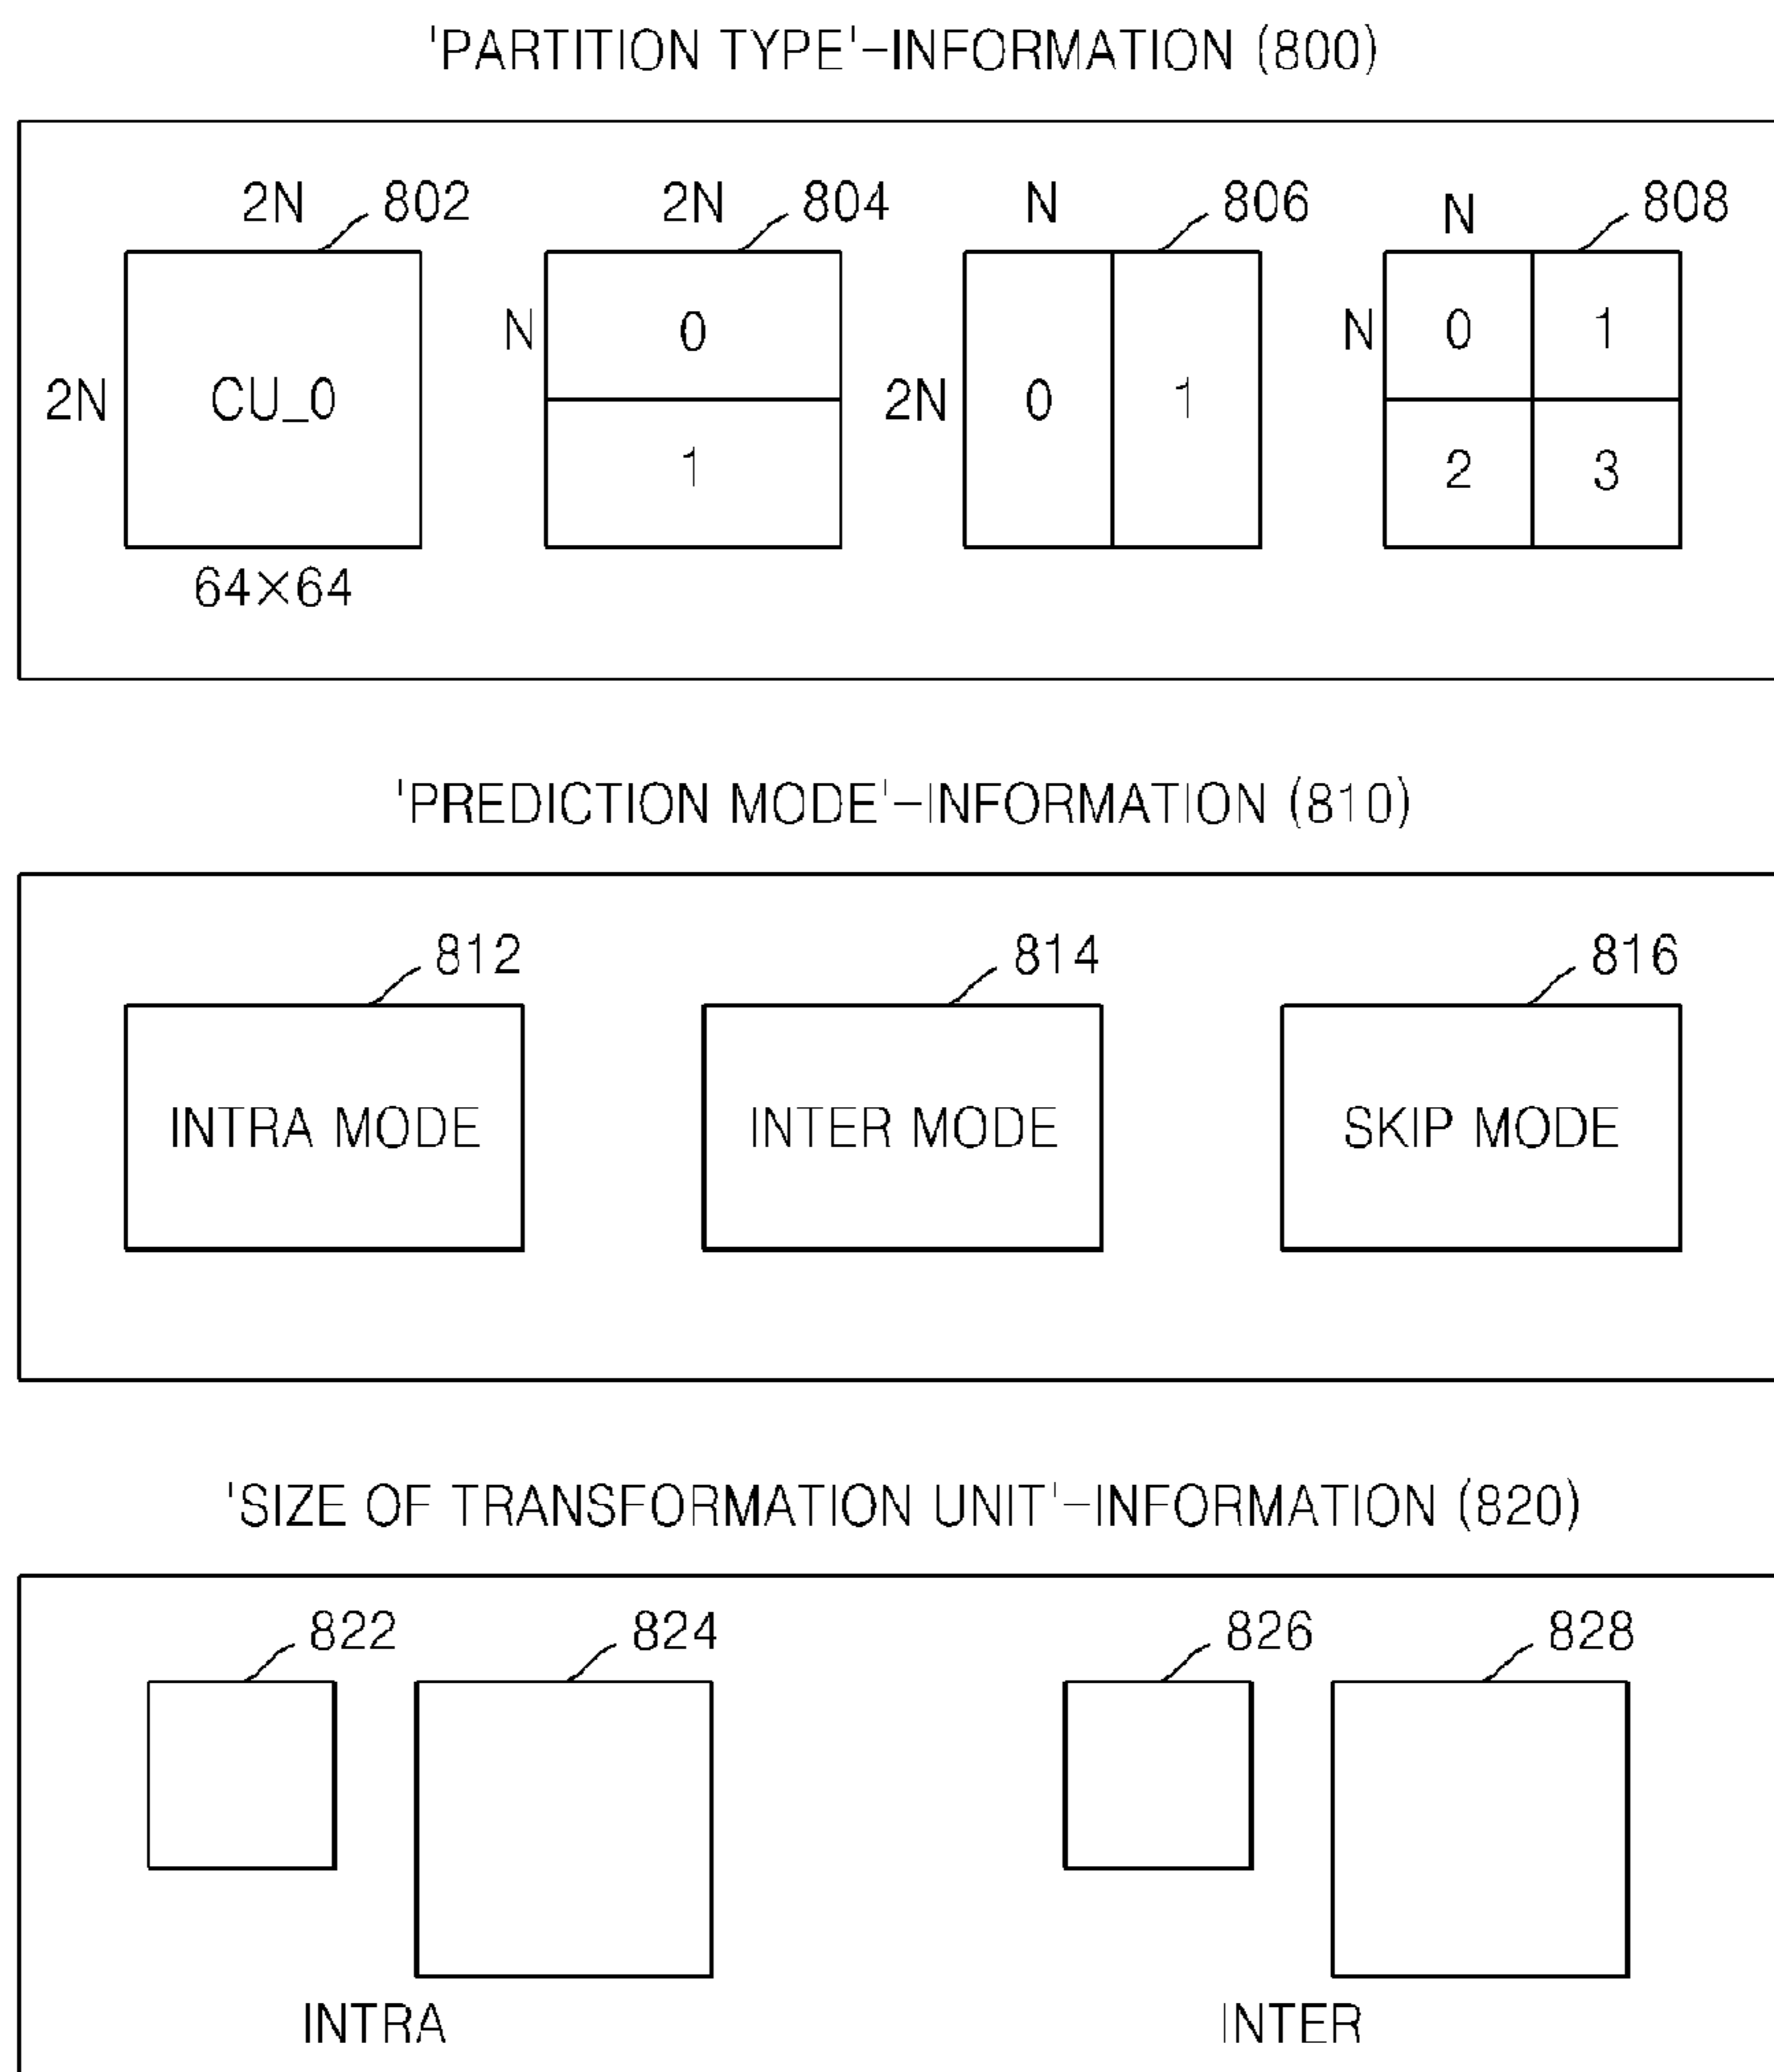 'PARTITION TYPE'-INFORMATION (800)
2N 802 2N 804 N 806 N 808
N 0 N 0 1
2N CU_0 2N 0 1
1 2 3
64×64
'PREDICTION MODE'-INFORMATION (810)
812 814 816
INTRA MODE INTER MODE SKIP MODE
'SIZE OF TRANSFORMATION UNIT'-INFORMATION (820)
822 824 826 828
INTRA INTER